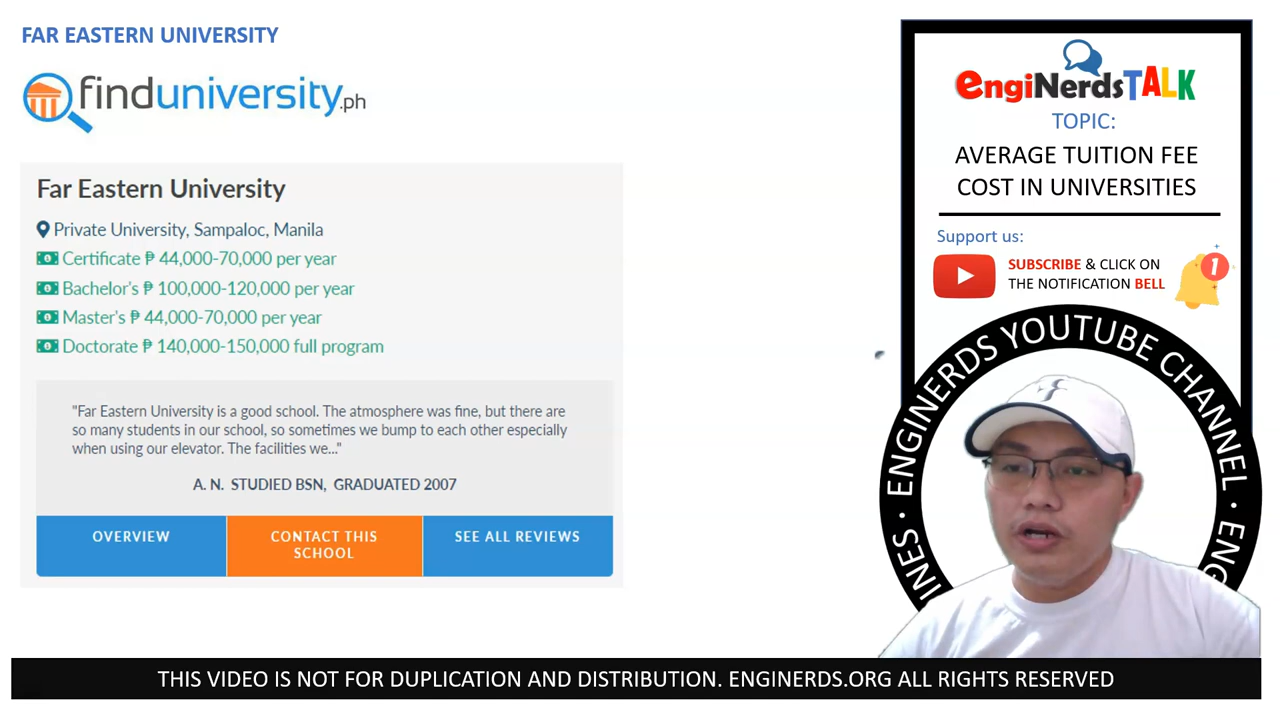 FAR EASTERN UNIVERSITY
finduniversity.ph
Far Eastern University
Private University, Sampaloc, Manila
Certificate ₱ 44,000-70,000 per year
Bachelor's ₱ 100,000-120,000 per year
Master's ₱ 44,000-70,000 per year
Doctorate ₱ 140,000-150,000 full program
"Far Eastern University is a good school. The atmosphere was fine, but there are
so many students in our school, so sometimes we bump to each other especially
when using our elevator. The facilities we..."
A. N. STUDIED BSN, GRADUATED 2007
OVERVIEW
CONTACT THIS
SCHOOL
SEE ALL REVIEWS
engiNerdsTALK
TOPIC:
AVERAGE TUITION FEE
COST IN UNIVERSITIES
Support us:
SUBSCRIBE & CLICK ON
THE NOTIFICATION BELL
1
INES · ENGINERDS YOUTUBE CHANNEL · ENG
THIS VIDEO IS NOT FOR DUPLICATION AND DISTRIBUTION. ENGINERDS.ORG ALL RIGHTS RESERVED